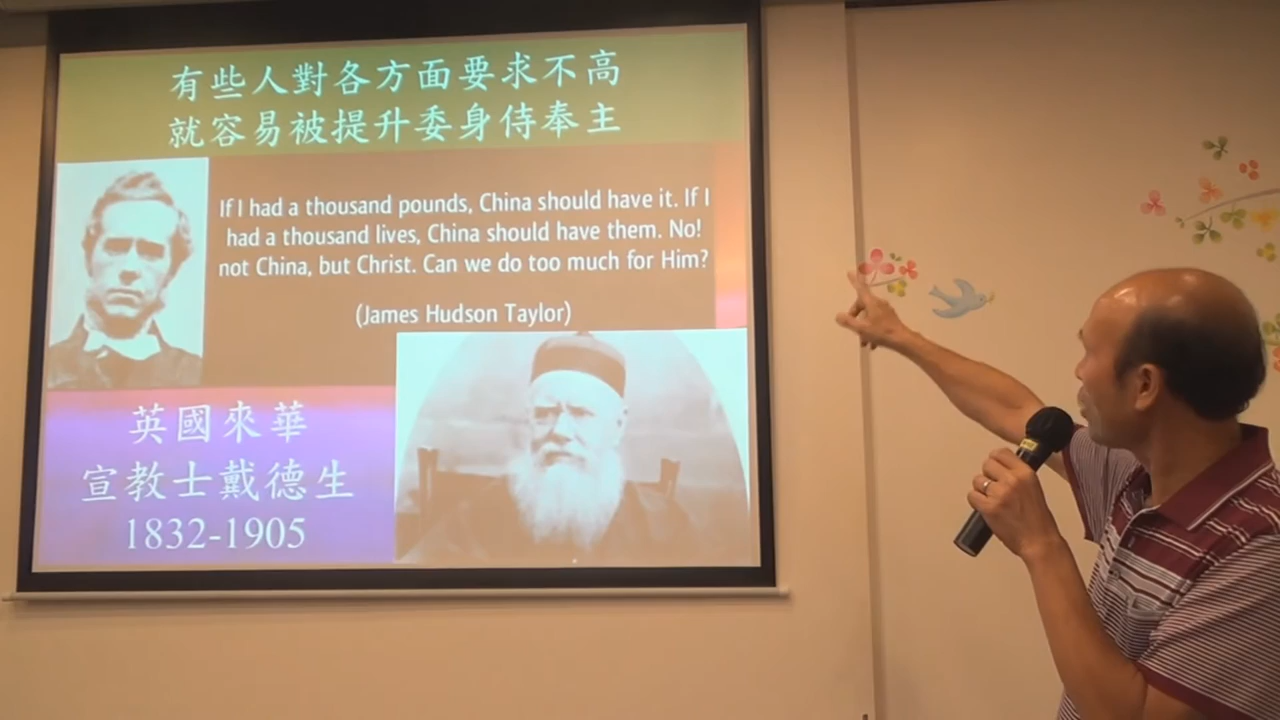 有些人對各方面要求不高
就容易被提升委身侍奉主
If I had a thousand pounds, China should have it. If I
had a thousand lives, China should have them. No!
not China, but Christ. Can we do too much for Him?
(James Hudson Taylor)
英國來華
宣教士戴德生
1832-1905